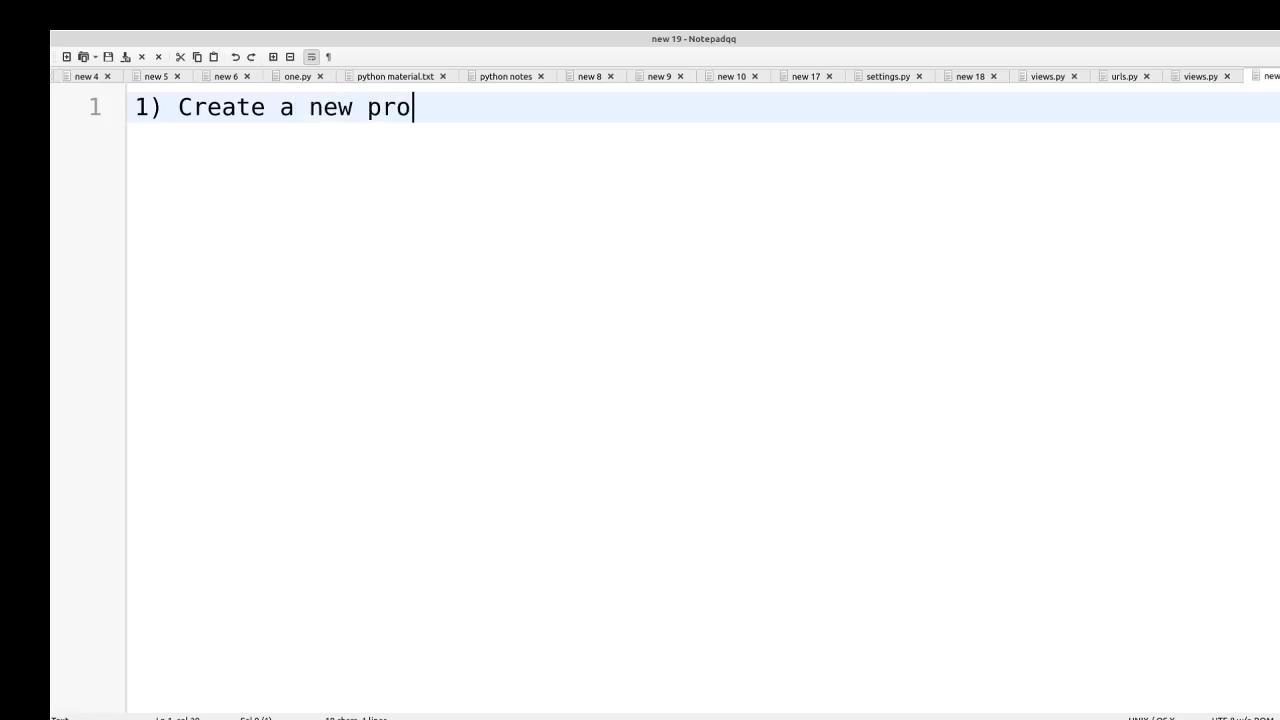 new 19 - Notepadqq
new 4 new 5 new 6 one.py python material.txt python notes new 8 new 9 new 10 new 17 settings.py new 18 views.py urls.py views.py new
1 1) Create a new pro